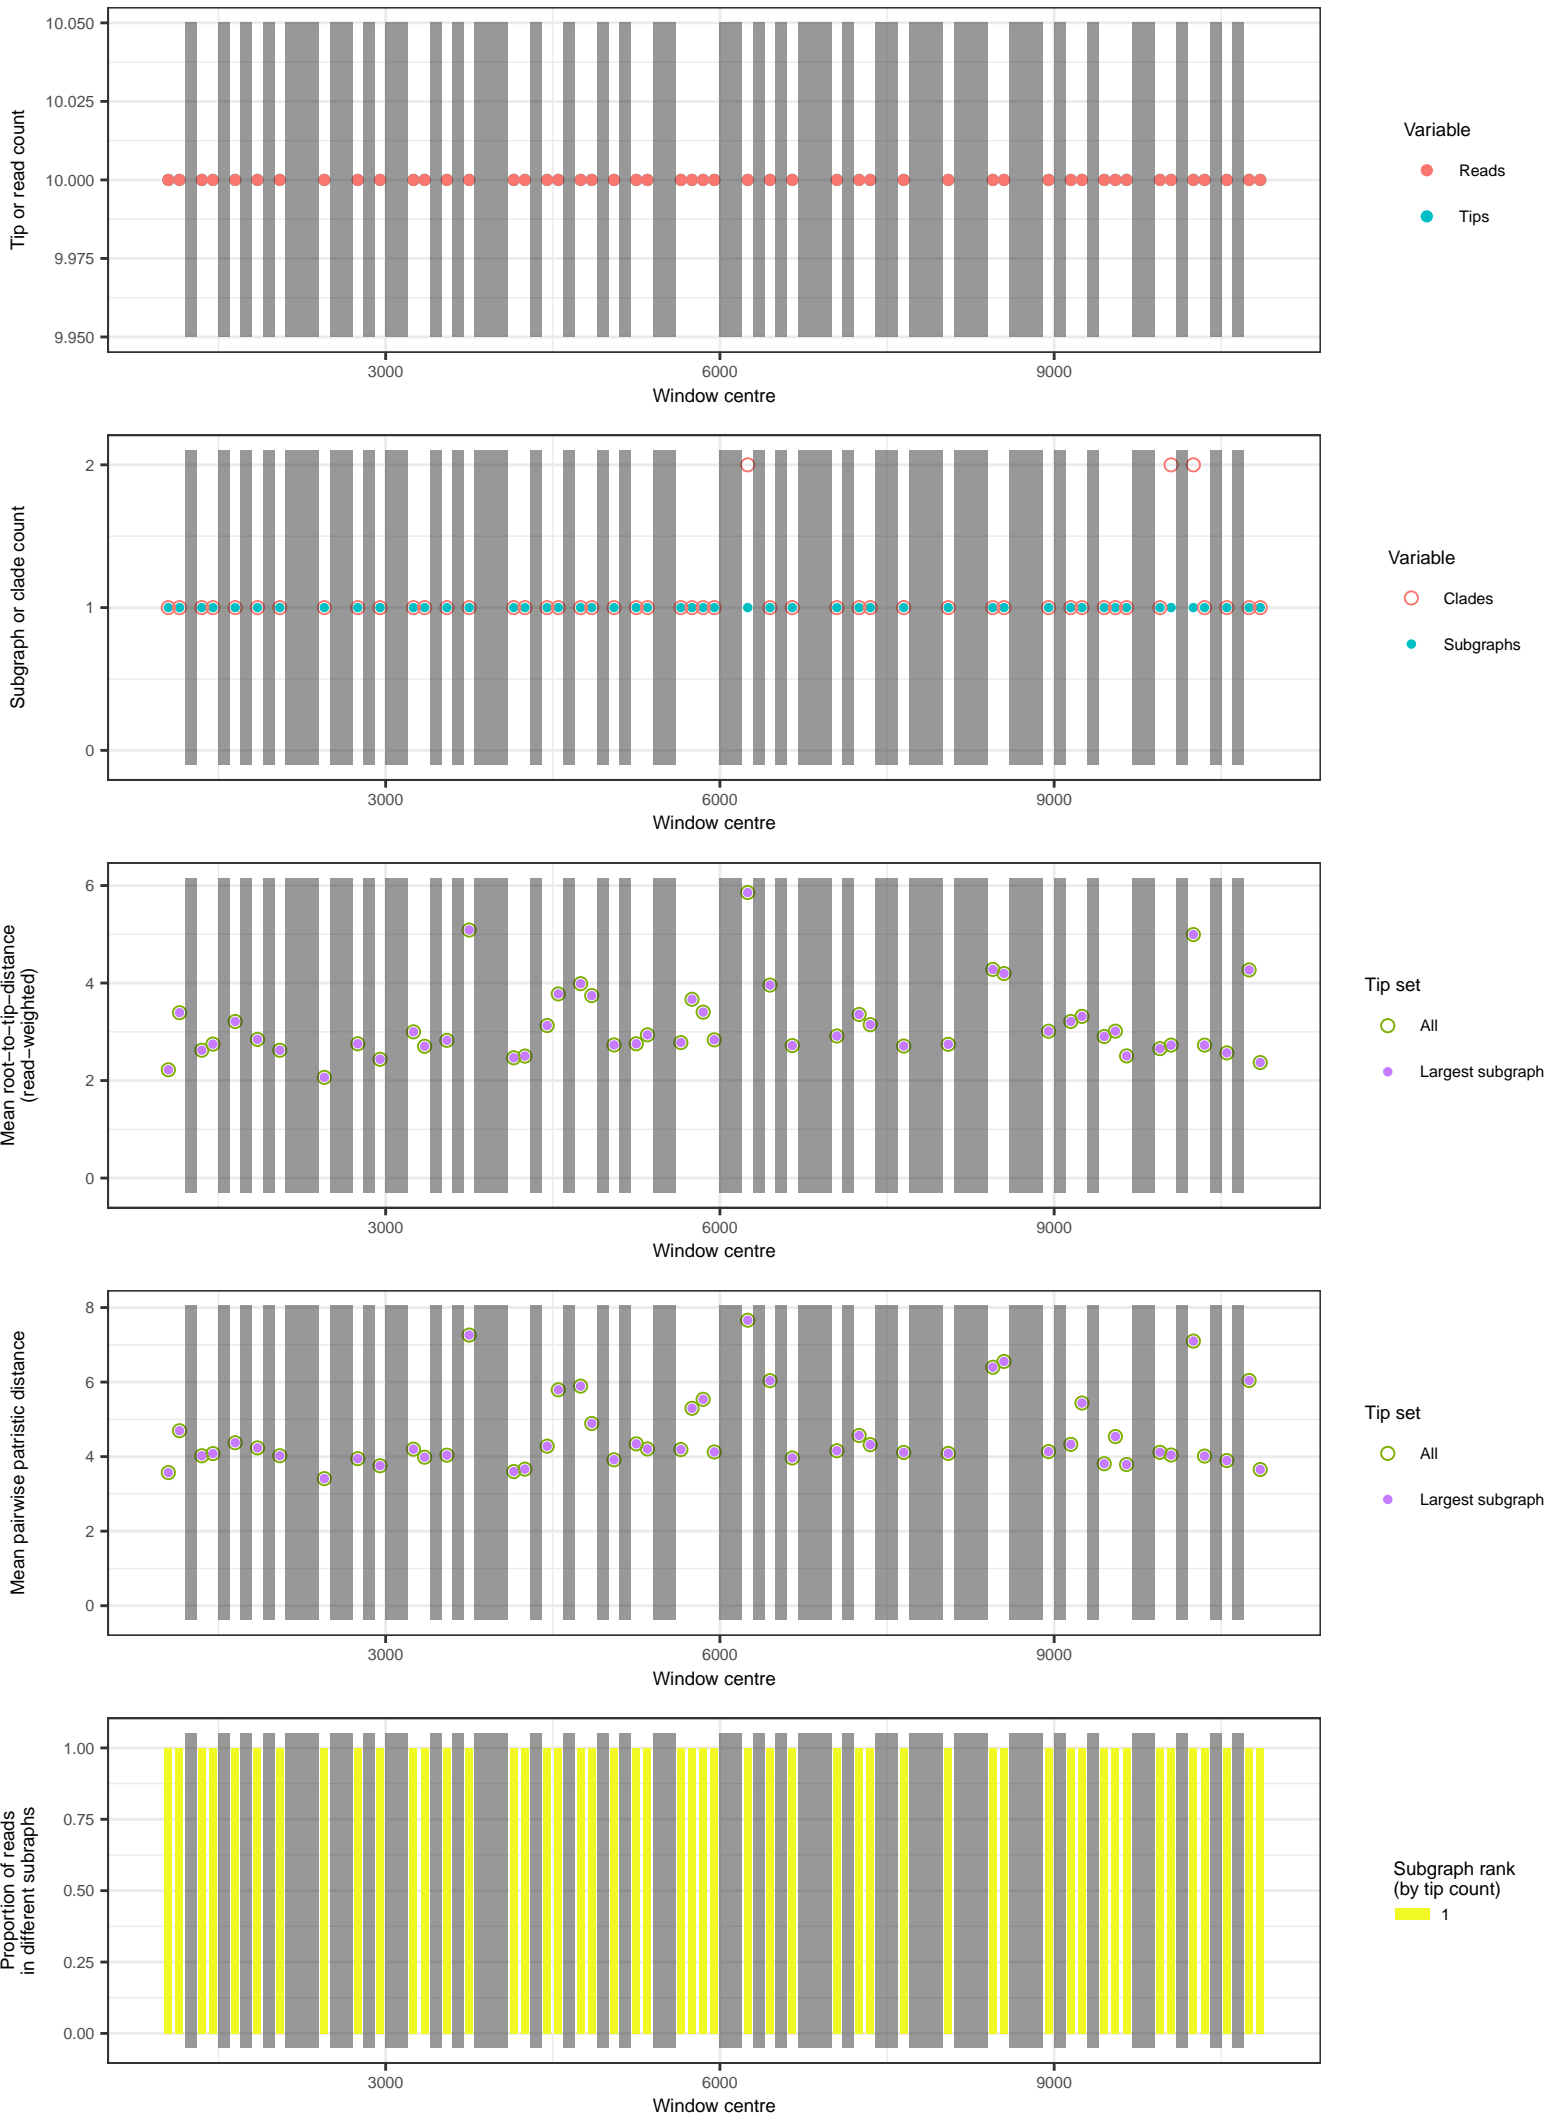 10.050
10.025
10.000
9.975
9.950
Tip or read count
3000
6000
9000
Window centre
Variable
Reads
Tips
2
1
0
Subgraph or clade count
3000
6000
9000
Window centre
Variable
Clades
Subgraphs
6
4
2
0
Mean root−to−tip−distance
(read−weighted)
3000
6000
9000
Window centre
Tip set
All
Largest subgraph
8
6
4
2
0
Mean pairwise patristic distance
3000
6000
9000
Window centre
Tip set
All
Largest subgraph
1.00
0.75
0.50
0.25
0.00
Proportion of reads
in different subraphs
3000
6000
9000
Window centre
Subgraph rank
(by tip count)
1